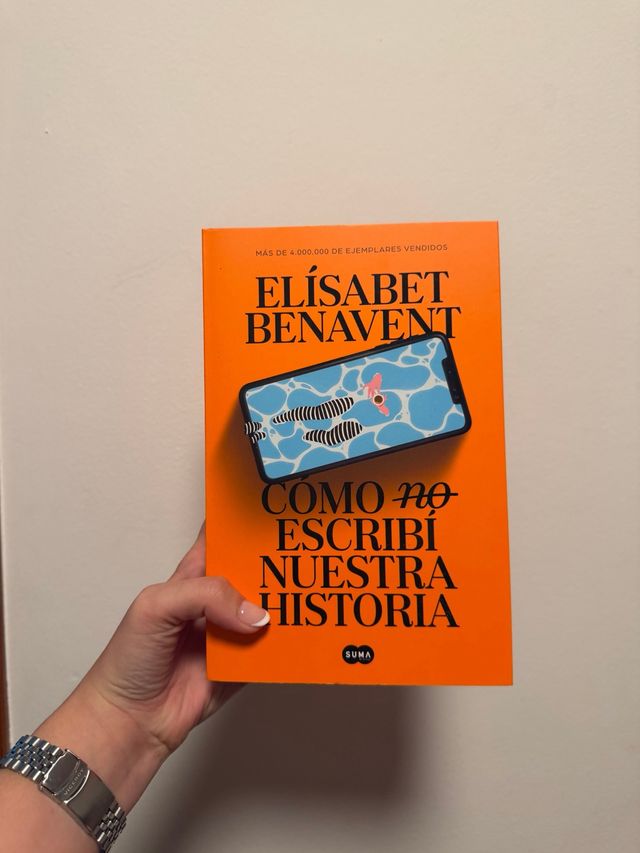 MÁS DE 4.000.000 DE EJEMPLARES VENDIDOS
ELÍSABET
BENAVENT
CÓMO no
ESCRIBÍ
NUESTRA
HISTORIA
SUMA